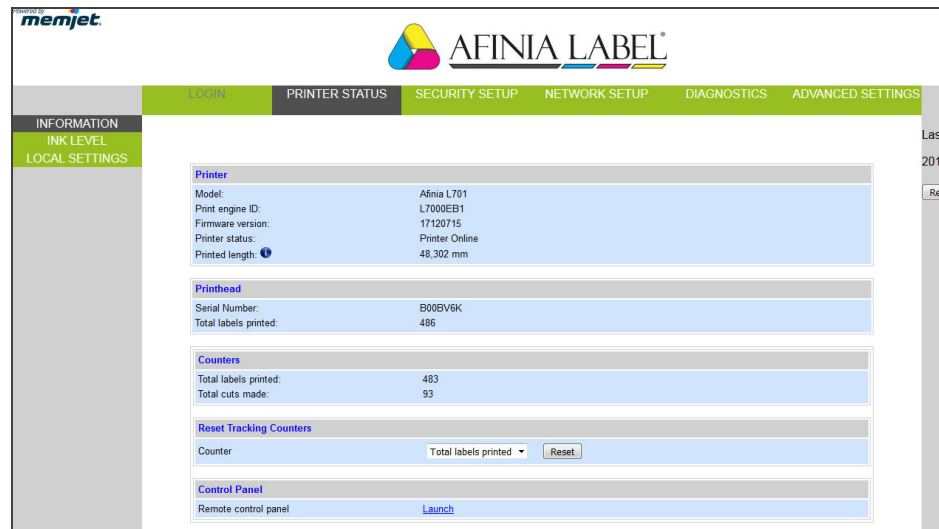 Powered by
memjet.
AFINIA LABEL
LOGIN PRINTER STATUS SECURITY SETUP NETWORK SETUP DIAGNOSTICS ADVANCED SETTINGS
INFORMATION
INK LEVEL
LOCAL SETTINGS
Las
201
Re
Printer
Model: Afinia L701
Print engine ID: L7000EB1
Firmware version: 17120715
Printer status: Printer Online
Printed length: 48,302 mm
Printhead
Serial Number: B00BV6K
Total labels printed: 486
Counters
Total labels printed: 483
Total cuts made: 93
Reset Tracking Counters
Counter Total labels printed Reset
Control Panel
Remote control panel Launch